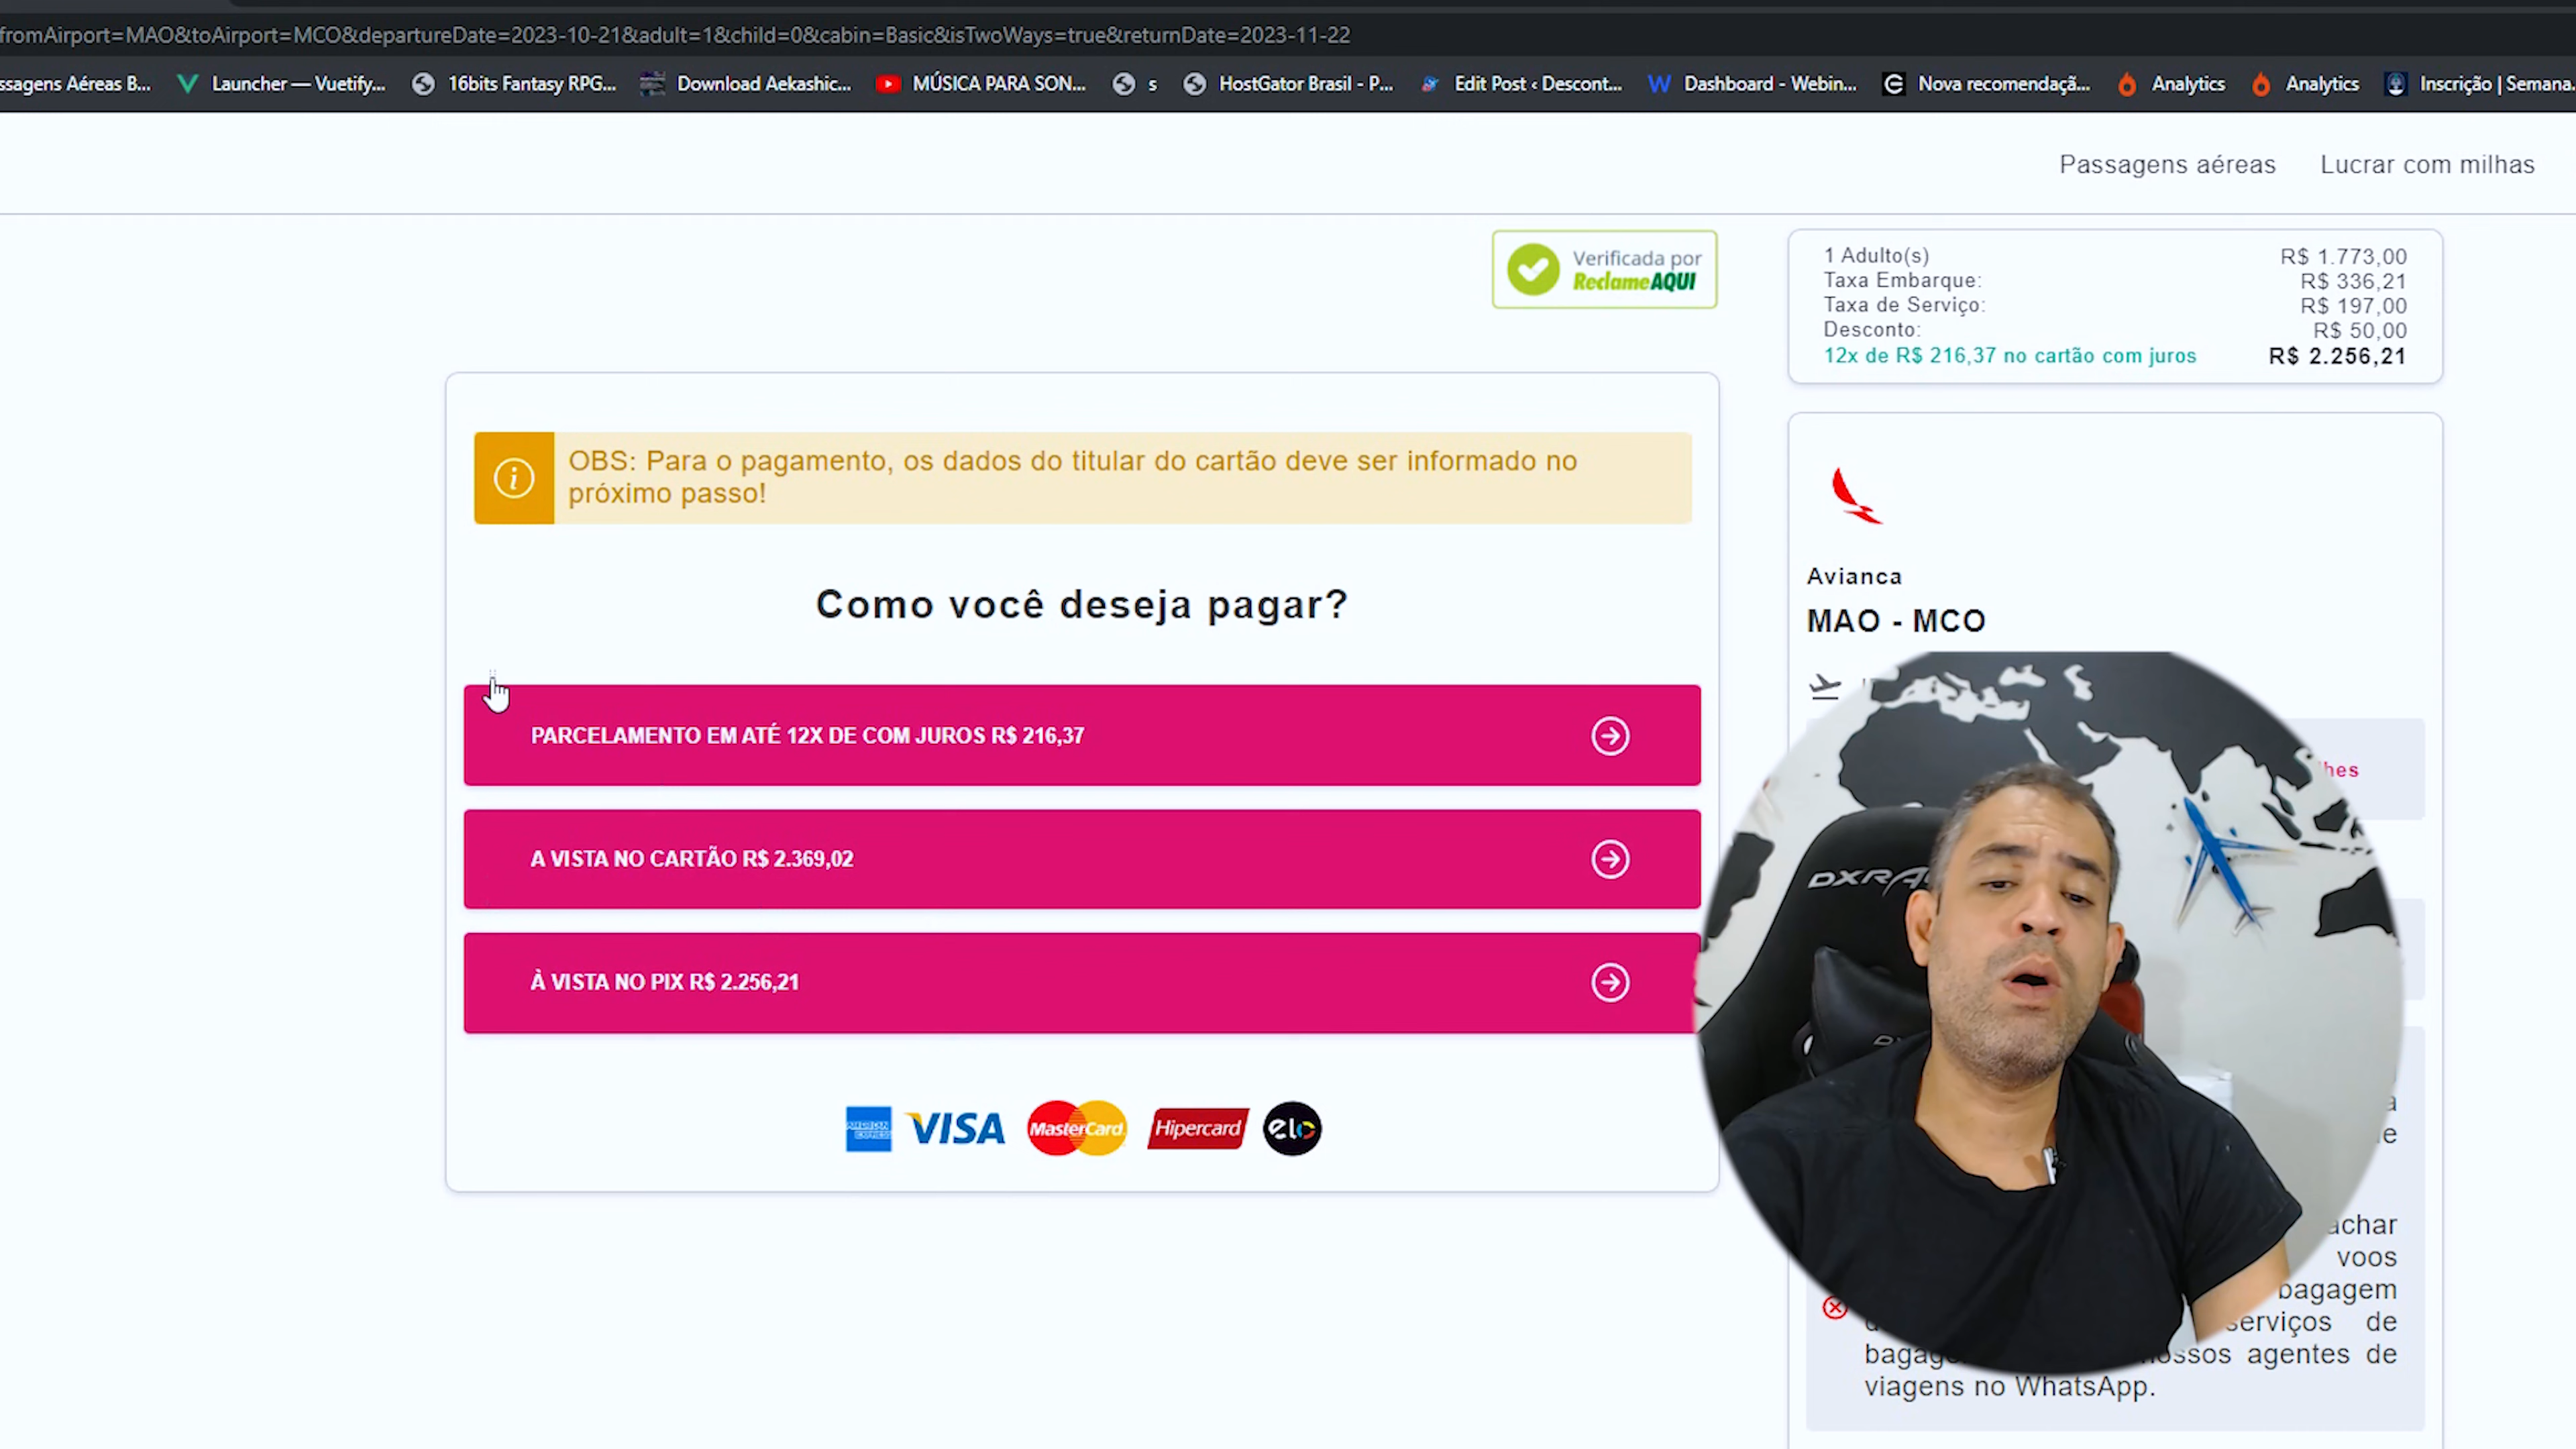 fromAirport=MAO&toAirport=MCO&departureDate=2023-10-21&adult=1&child=0&cabin=Basic&isTwoWays=true&returnDate=2023-11-22
ssagens Aéreas B... Launcher — Vuetify... 16bits Fantasy RPG... Download Aekashic... MÚSICA PARA SON... s HostGator Brasil - P... Edit Post ‹ Descont... Dashboard - Webin... Nova recomendaçã... Analytics Analytics Inscrição | Semana.
Passagens aéreas Lucrar com milhas
Verificada por
ReclameAQUI
1 Adulto(s) R$ 1.773,00
Taxa Embarque: R$ 336,21
Taxa de Serviço: R$ 197,00
Desconto: R$ 50,00
12x de R$ 216,37 no cartão com juros R$ 2.256,21
OBS: Para o pagamento, os dados do titular do cartão deve ser informado no
próximo passo!
Como você deseja pagar?
PARCELAMENTO EM ATÉ 12X DE COM JUROS R$ 216,37
A VISTA NO CARTÃO R$ 2.369,02
À VISTA NO PIX R$ 2.256,21
AMERICAN
EXPRESS
VISA
MasterCard
Hipercard
elo
Avianca
MAO - MCO
hes
DXRA
achar
voos
bagagem
serviços de
agentes de
viagens no WhatsApp.